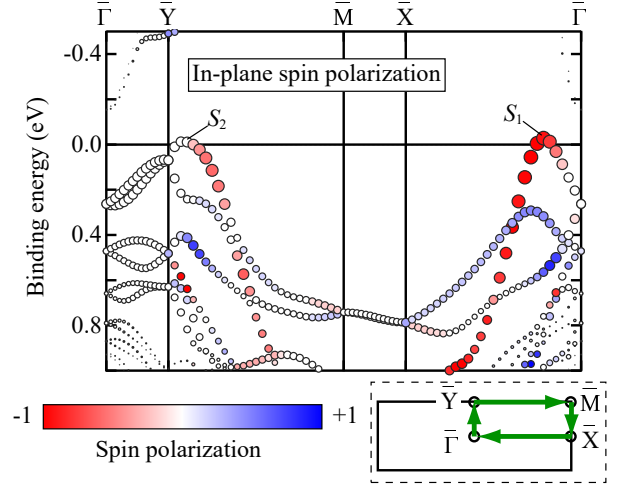 Γ̅ Y̅ M̅ X̅ Γ̅
-0.4
In-plane spin polarization
S2 S1
0.0
0.4
0.8
Binding energy (eV)
-1 +1
Spin polarization
Y̅ M̅
Γ̅ X̅